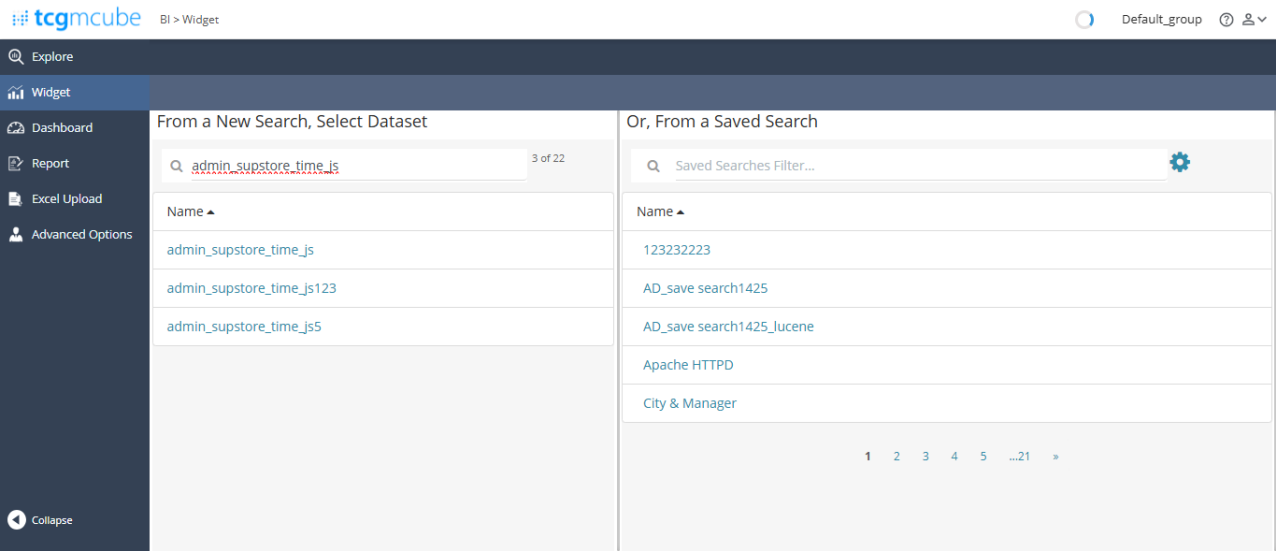 tcgmcube
BI > Widget
Default_group
Explore
Widget
Dashboard
Report
Excel Upload
Advanced Options
Collapse
From a New Search, Select Dataset
admin_supstore_time_js
3 of 22
Name
admin_supstore_time_js
admin_supstore_time_js123
admin_supstore_time_js5
Or, From a Saved Search
Saved Searches Filter...
Name
123232223
AD_save search1425
AD_save search1425_lucene
Apache HTTPD
City & Manager
1 2 3 4 5 ...21 »